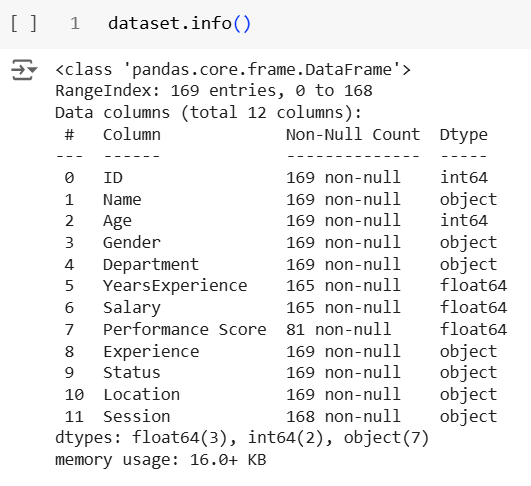 [ ] 1 dataset.info()
<class 'pandas.core.frame.DataFrame'>
RangeIndex: 169 entries, 0 to 168
Data columns (total 12 columns):
 #   Column             Non-Null Count  Dtype
---  ------             --------------  -----
 0   ID                 169 non-null    int64
 1   Name               169 non-null    object
 2   Age                169 non-null    int64
 3   Gender             169 non-null    object
 4   Department         169 non-null    object
 5   YearsExperience    165 non-null    float64
 6   Salary             165 non-null    float64
 7   Performance Score  81 non-null     float64
 8   Experience         169 non-null    object
 9   Status             169 non-null    object
 10  Location           169 non-null    object
 11  Session            168 non-null    object
dtypes: float64(3), int64(2), object(7)
memory usage: 16.0+ KB